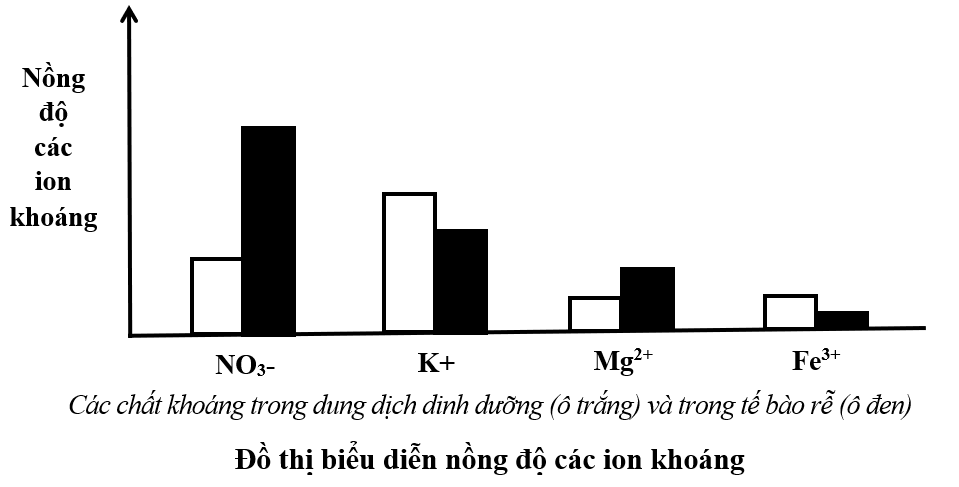 Nồng
độ
các
ion
khoáng
NO₃- K+ Mg²⁺ Fe³⁺
Các chất khoáng trong dung dịch dinh dưỡng (ô trắng) và trong tế bào rễ (ô đen)
Đồ thị biểu diễn nồng độ các ion khoáng